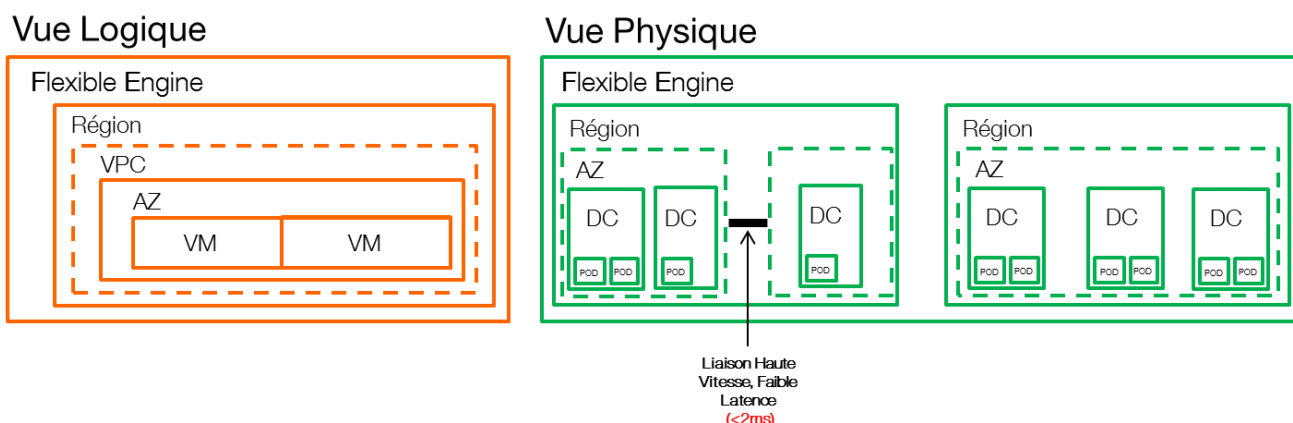 Vue Logique
Flexible Engine
Région
VPC
AZ
VM VM
Vue Physique
Flexible Engine
Région
AZ
DC DC DC
POD POD POD POD
Région
AZ
DC DC DC
POD POD POD POD POD POD
Liaison Haute
Vitesse, Faible
Latence
(<2ms)